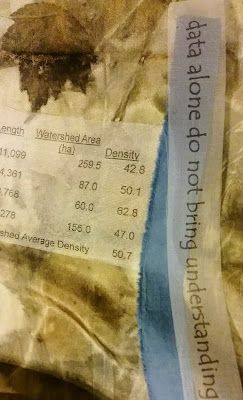 Length Watershed Area (ha) Density
11,099 259.5 42.8
4,361 87.0 50.1
3,768 60.0 62.8
278 156.0 47.0
shed Average Density 50.7
data alone do not bring understanding